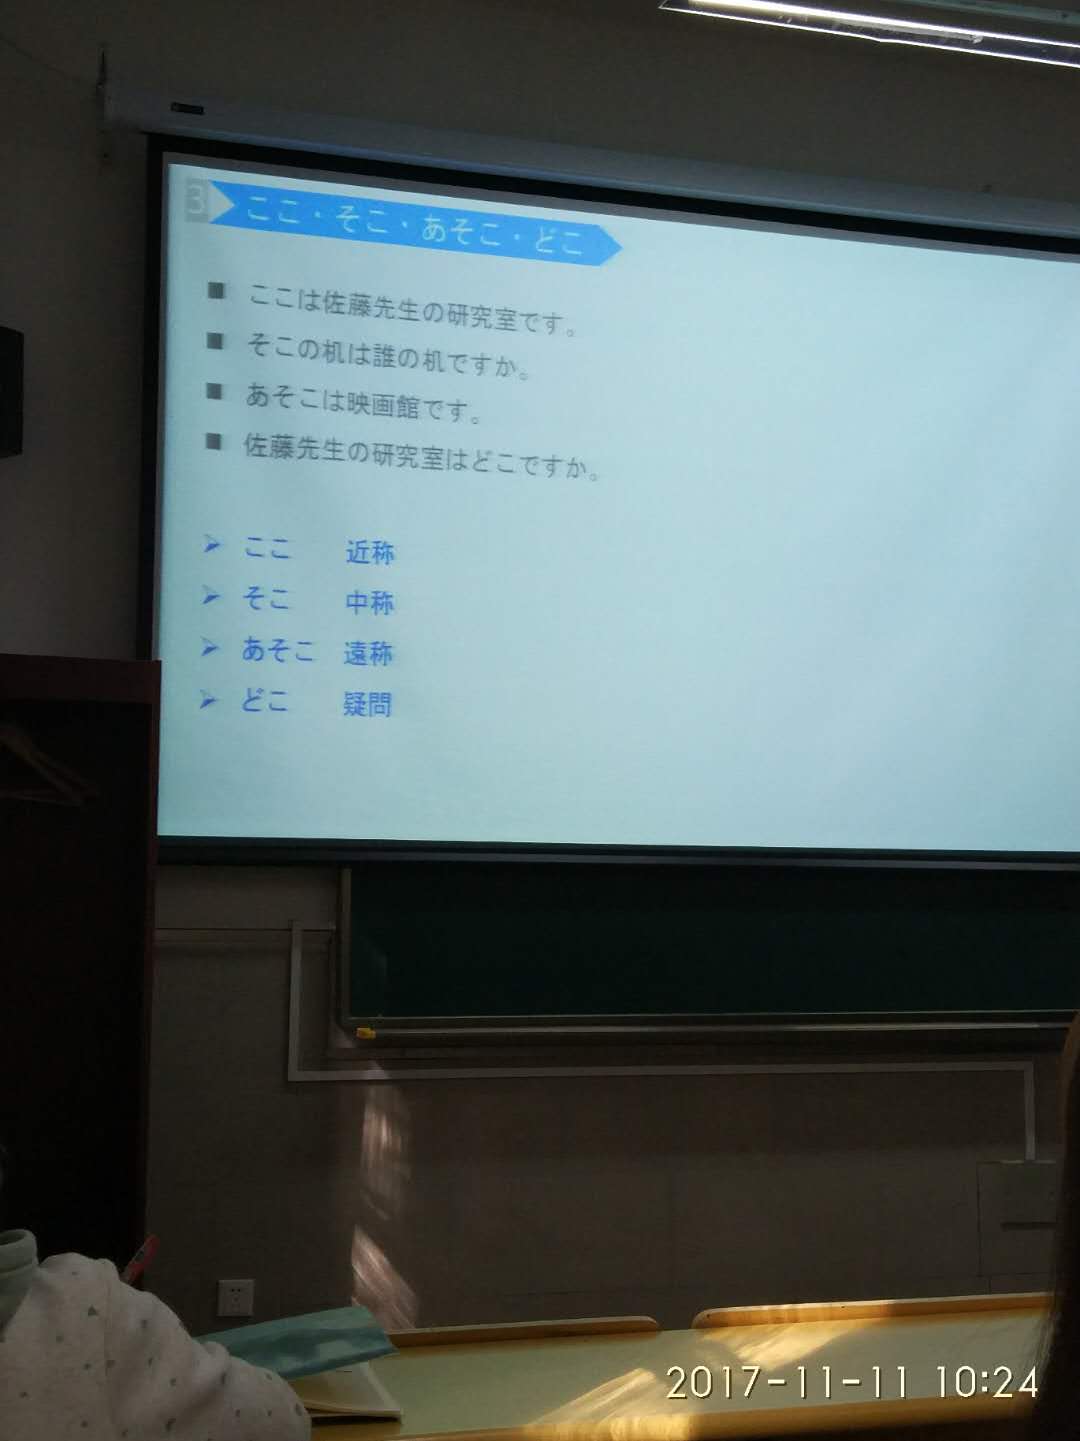 3 ここ・そこ・あそこ・どこ
■ ここは佐藤先生の研究室です。
■ そこの机は誰の机ですか。
■ あそこは映画館です。
■ 佐藤先生の研究室はどこですか。
➢ ここ 近称
➢ そこ 中称
➢ あそこ 遠称
➢ どこ 疑問
2017-11-11 10:24